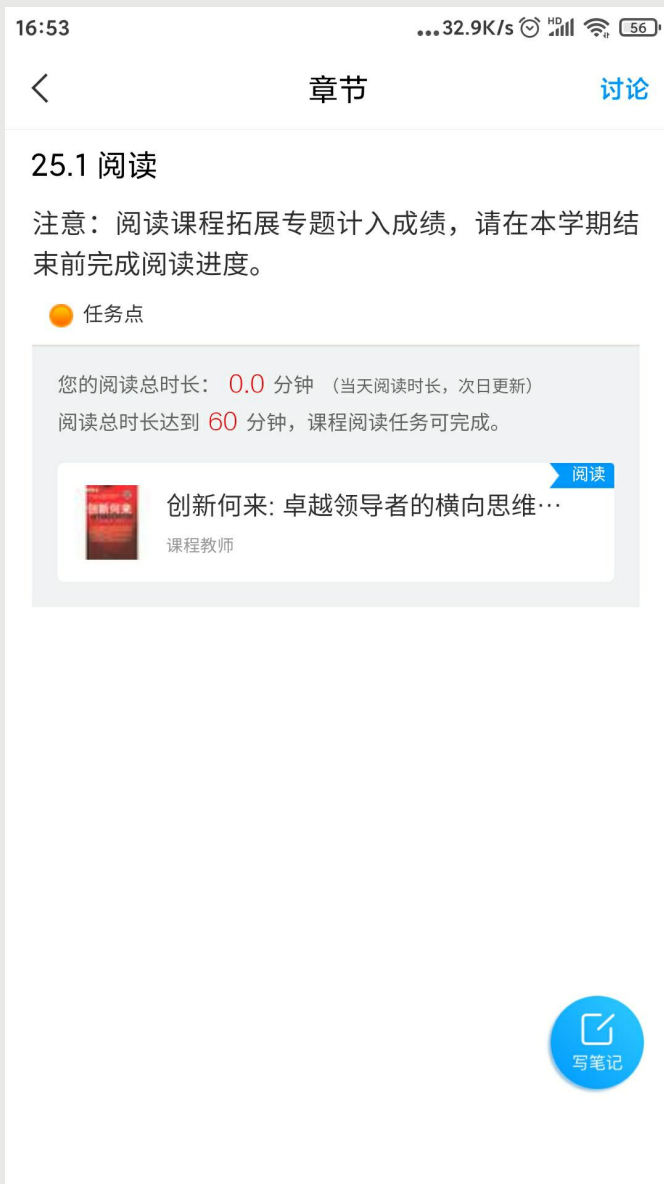 16:53
...32.9K/s HD 56
章节
讨论
25.1 阅读
注意：阅读课程拓展专题计入成绩，请在本学期结
束前完成阅读进度。
任务点
您的阅读总时长： 0.0 分钟 （当天阅读时长，次日更新）
阅读总时长达到 60 分钟，课程阅读任务可完成。
阅读
创新何来
创新何来: 卓越领导者的横向思维…
课程教师
写笔记